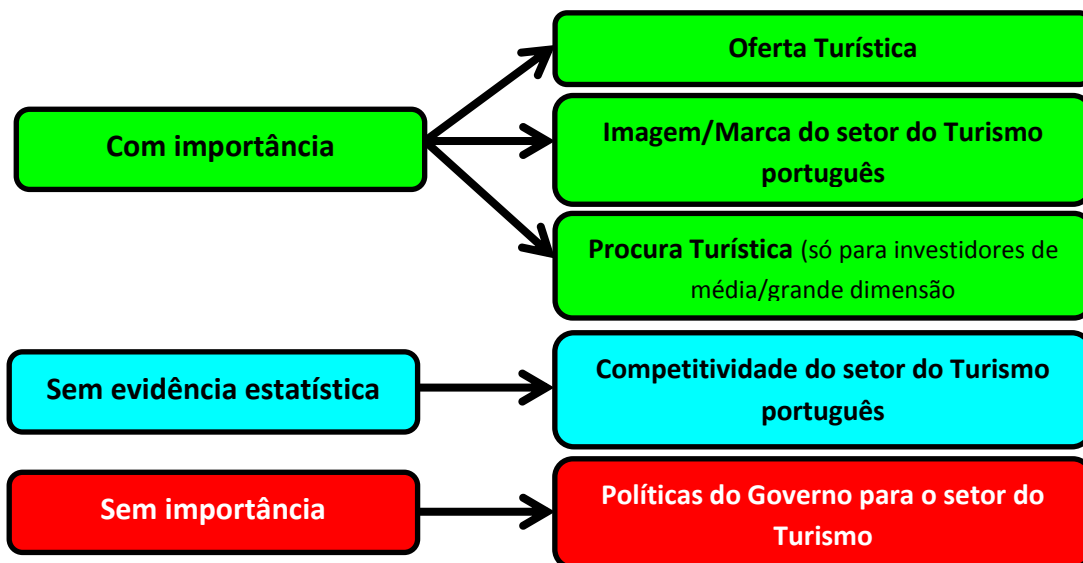 Oferta Turística
Com importância
Imagem/Marca do setor do Turismo
português
Procura Turística (só para investidores de
média/grande dimensão
Sem evidência estatística
Competitividade do setor do Turismo
português
Sem importância
Políticas do Governo para o setor do
Turismo